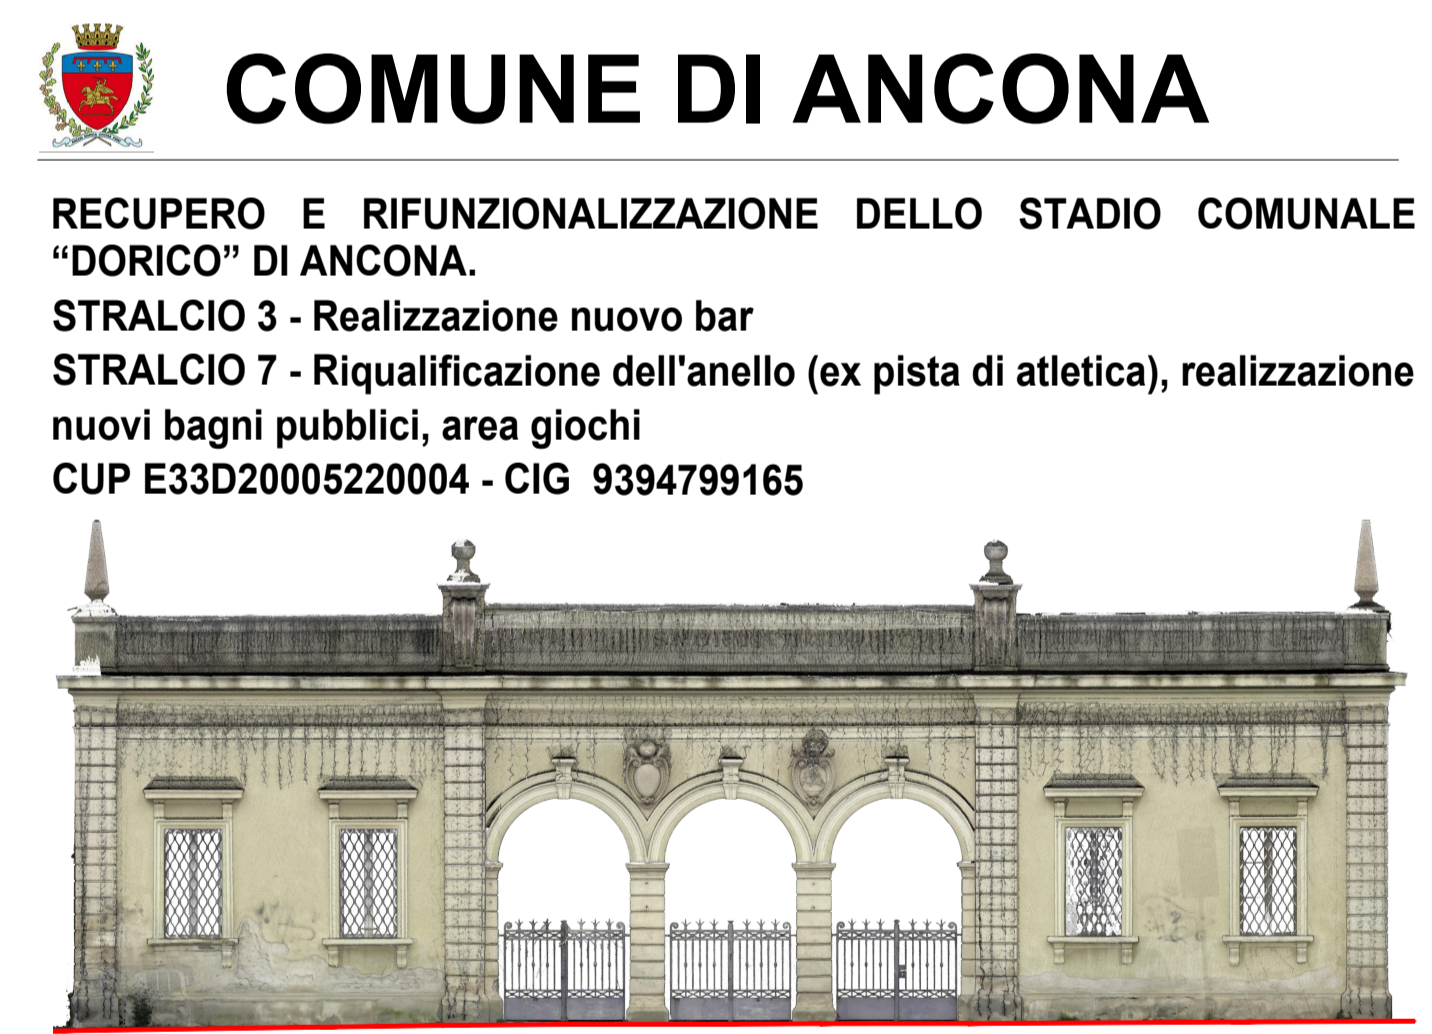 COMUNE DI ANCONA
RECUPERO E RIFUNZIONALIZZAZIONE DELLO STADIO COMUNALE
“DORICO” DI ANCONA.
STRALCIO 3 - Realizzazione nuovo bar
STRALCIO 7 - Riqualificazione dell'anello (ex pista di atletica), realizzazione
nuovi bagni pubblici, area giochi
CUP E33D20005220004 - CIG 9394799165